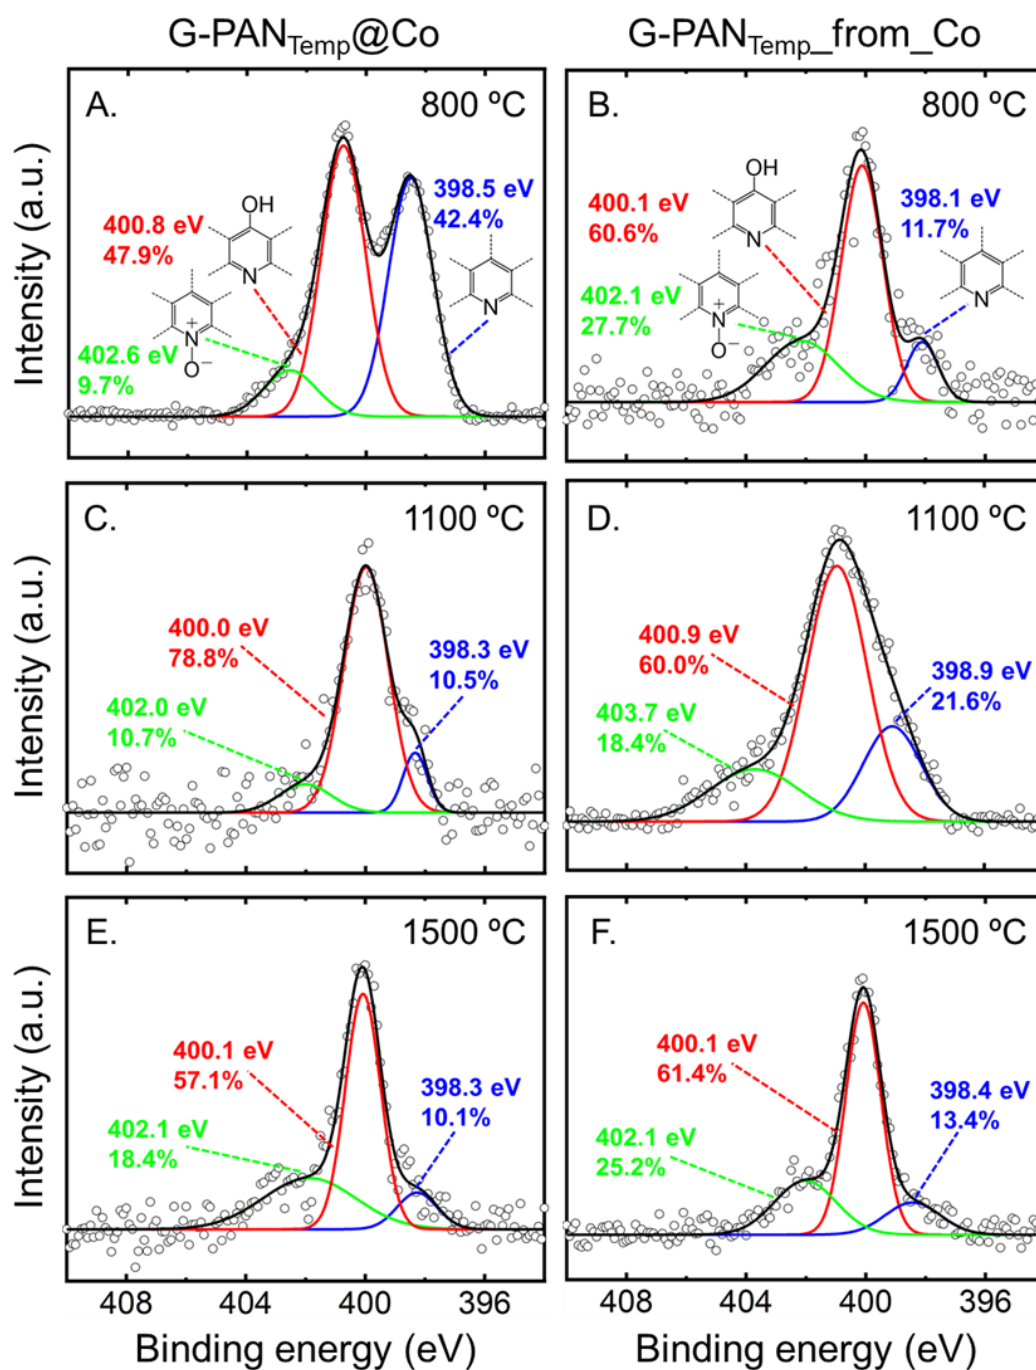 G-PANTemp@Co
G-PANTemp_from_Co
Intensity (a.u.)
A.
800 ºC
400.8 eV
47.9%
OH
N
398.5 eV
42.4%
N
N
+
O
−
402.6 eV
9.7%
B.
800 ºC
400.1 eV
60.6%
OH
N
398.1 eV
11.7%
N
N
+
O
−
402.1 eV
27.7%
Intensity (a.u.)
C.
1100 ºC
400.0 eV
78.8%
398.3 eV
10.5%
402.0 eV
10.7%
D.
1100 ºC
400.9 eV
60.0%
398.9 eV
21.6%
403.7 eV
18.4%
Intensity (a.u.)
E.
1500 ºC
400.1 eV
57.1%
398.3 eV
10.1%
402.1 eV
18.4%
F.
1500 ºC
400.1 eV
61.4%
398.4 eV
13.4%
402.1 eV
25.2%
408 404 400 396
408 404 400 396
Binding energy (eV)
Binding energy (eV)